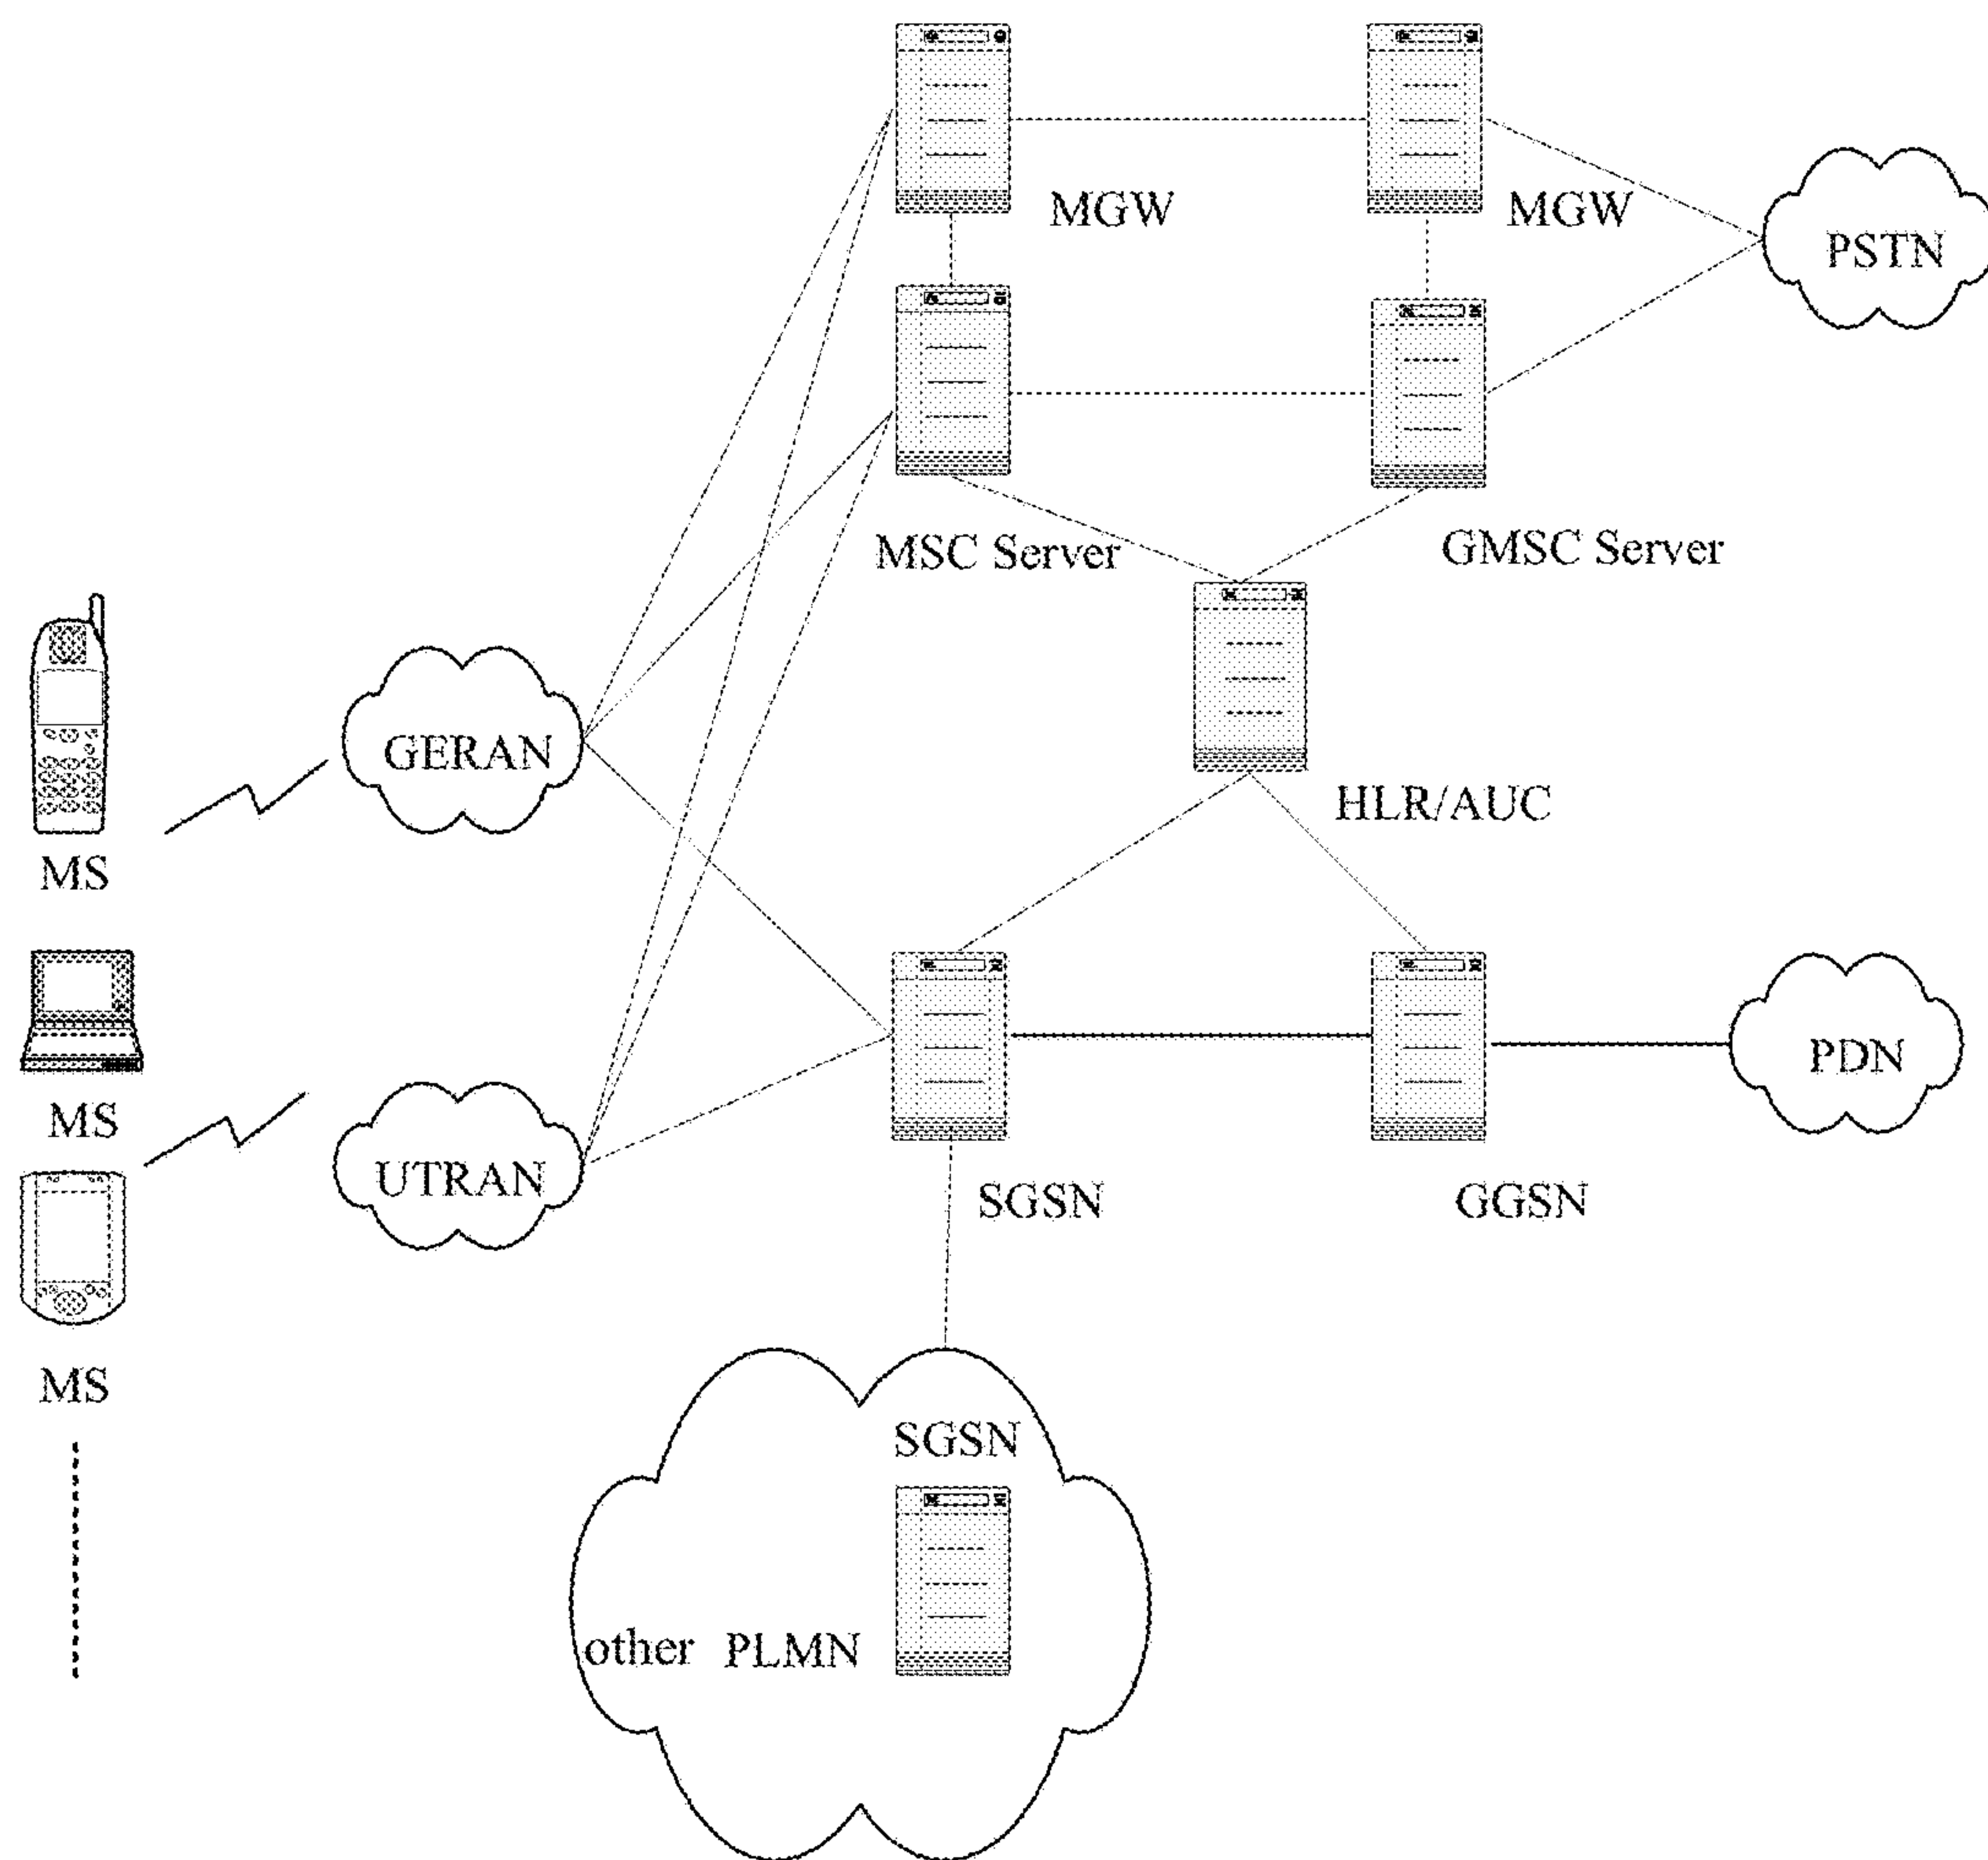 MGW
MGW
PSTN
MSC Server
GMSC Server
GERAN
HLR/AUC
MS
MS
UTRAN
SGSN
GGSN
PDN
MS
SGSN
other PLMN